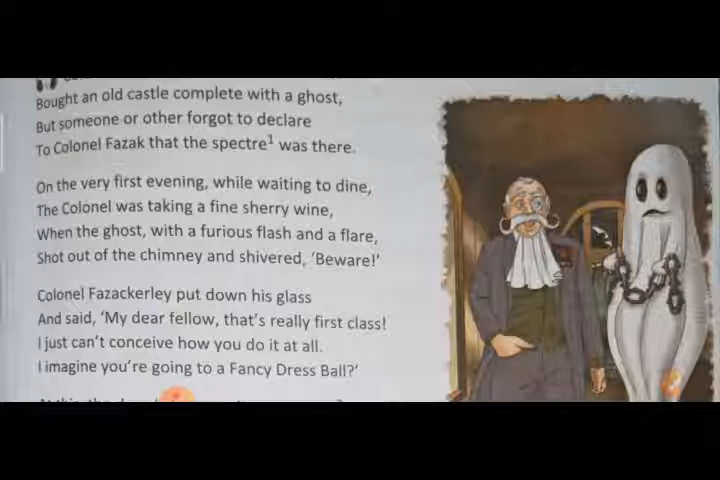 Bought an old castle complete with a ghost,
But someone or other forgot to declare
To Colonel Fazak that the spectre¹ was there.
On the very first evening, while waiting to dine,
The Colonel was taking a fine sherry wine,
When the ghost, with a furious flash and a flare,
Shot out of the chimney and shivered, ‘Beware!’
Colonel Fazackerley put down his glass
And said, ‘My dear fellow, that’s really first class!
I just can’t conceive how you do it at all.
I imagine you’re going to a Fancy Dress Ball?’